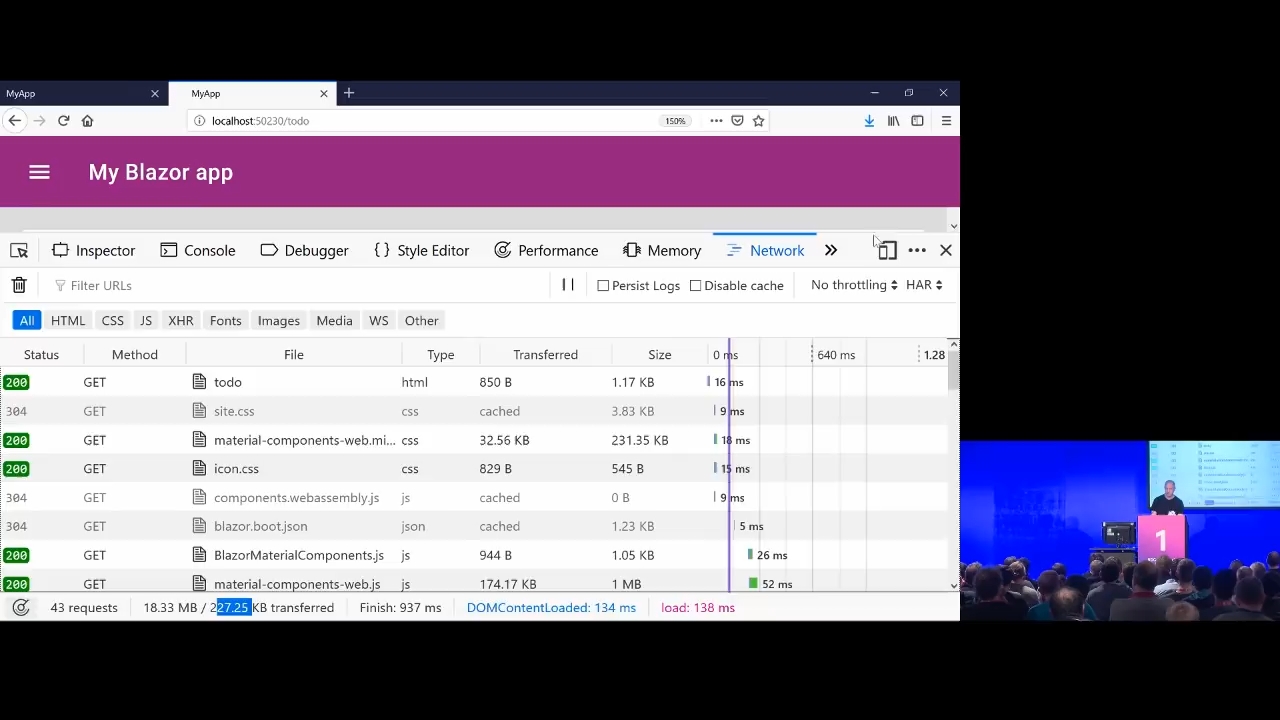 MyApp
MyApp
localhost:50230/todo 150%
My Blazor app
Inspector Console Debugger Style Editor Performance Memory Network
Filter URLs Persist Logs Disable cache No throttling HAR
All HTML CSS JS XHR Fonts Images Media WS Other
Status Method File Type Transferred Size 0 ms 640 ms 1.28
200 GET todo html 850 B 1.17 KB 16 ms
304 GET site.css css cached 3.83 KB 9 ms
200 GET material-components-web.mi... css 32.56 KB 231.35 KB 18 ms
200 GET icon.css css 829 B 545 B 15 ms
304 GET components.webassembly.js js cached 0 B 9 ms
304 GET blazor.boot.json json cached 1.23 KB 5 ms
200 GET BlazorMaterialComponents.js js 944 B 1.05 KB 26 ms
200 GET material-components-web.js js 174.17 KB 1 MB 52 ms
43 requests 18.33 MB / 227.25 KB transferred Finish: 937 ms DOMContentLoaded: 134 ms load: 138 ms
1